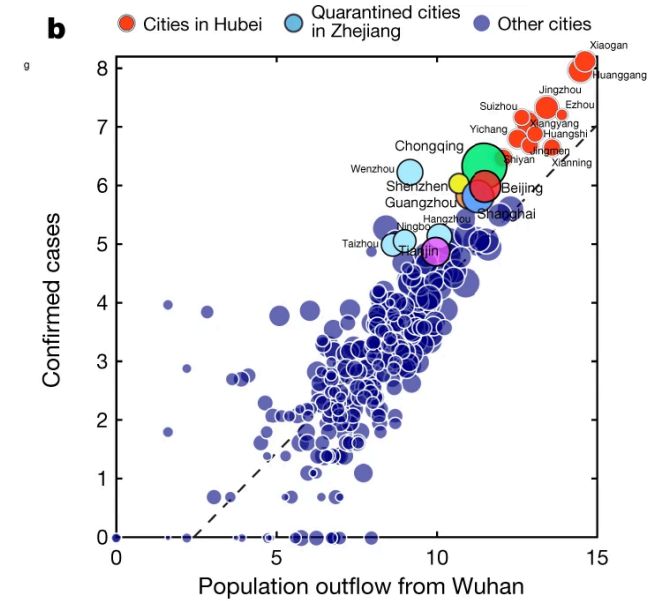 b
Cities in Hubei
Quarantined cities
in Zhejiang
Other cities
g
Confirmed cases
8
7
6
5
4
3
2
1
0
Xiaogan
Huanggang
Jingzhou
Suizhou
Ezhou
Xiangyang
Yichang
Huangshi
Chongqing
Jingmen
Shiyan
Xianning
Wenzhou
Shenzhen
Beijing
Guangzhou
Shanghai
Hangzhou
Ningbo
Taizhou
Tianjin
0
5
10
15
Population outflow from Wuhan